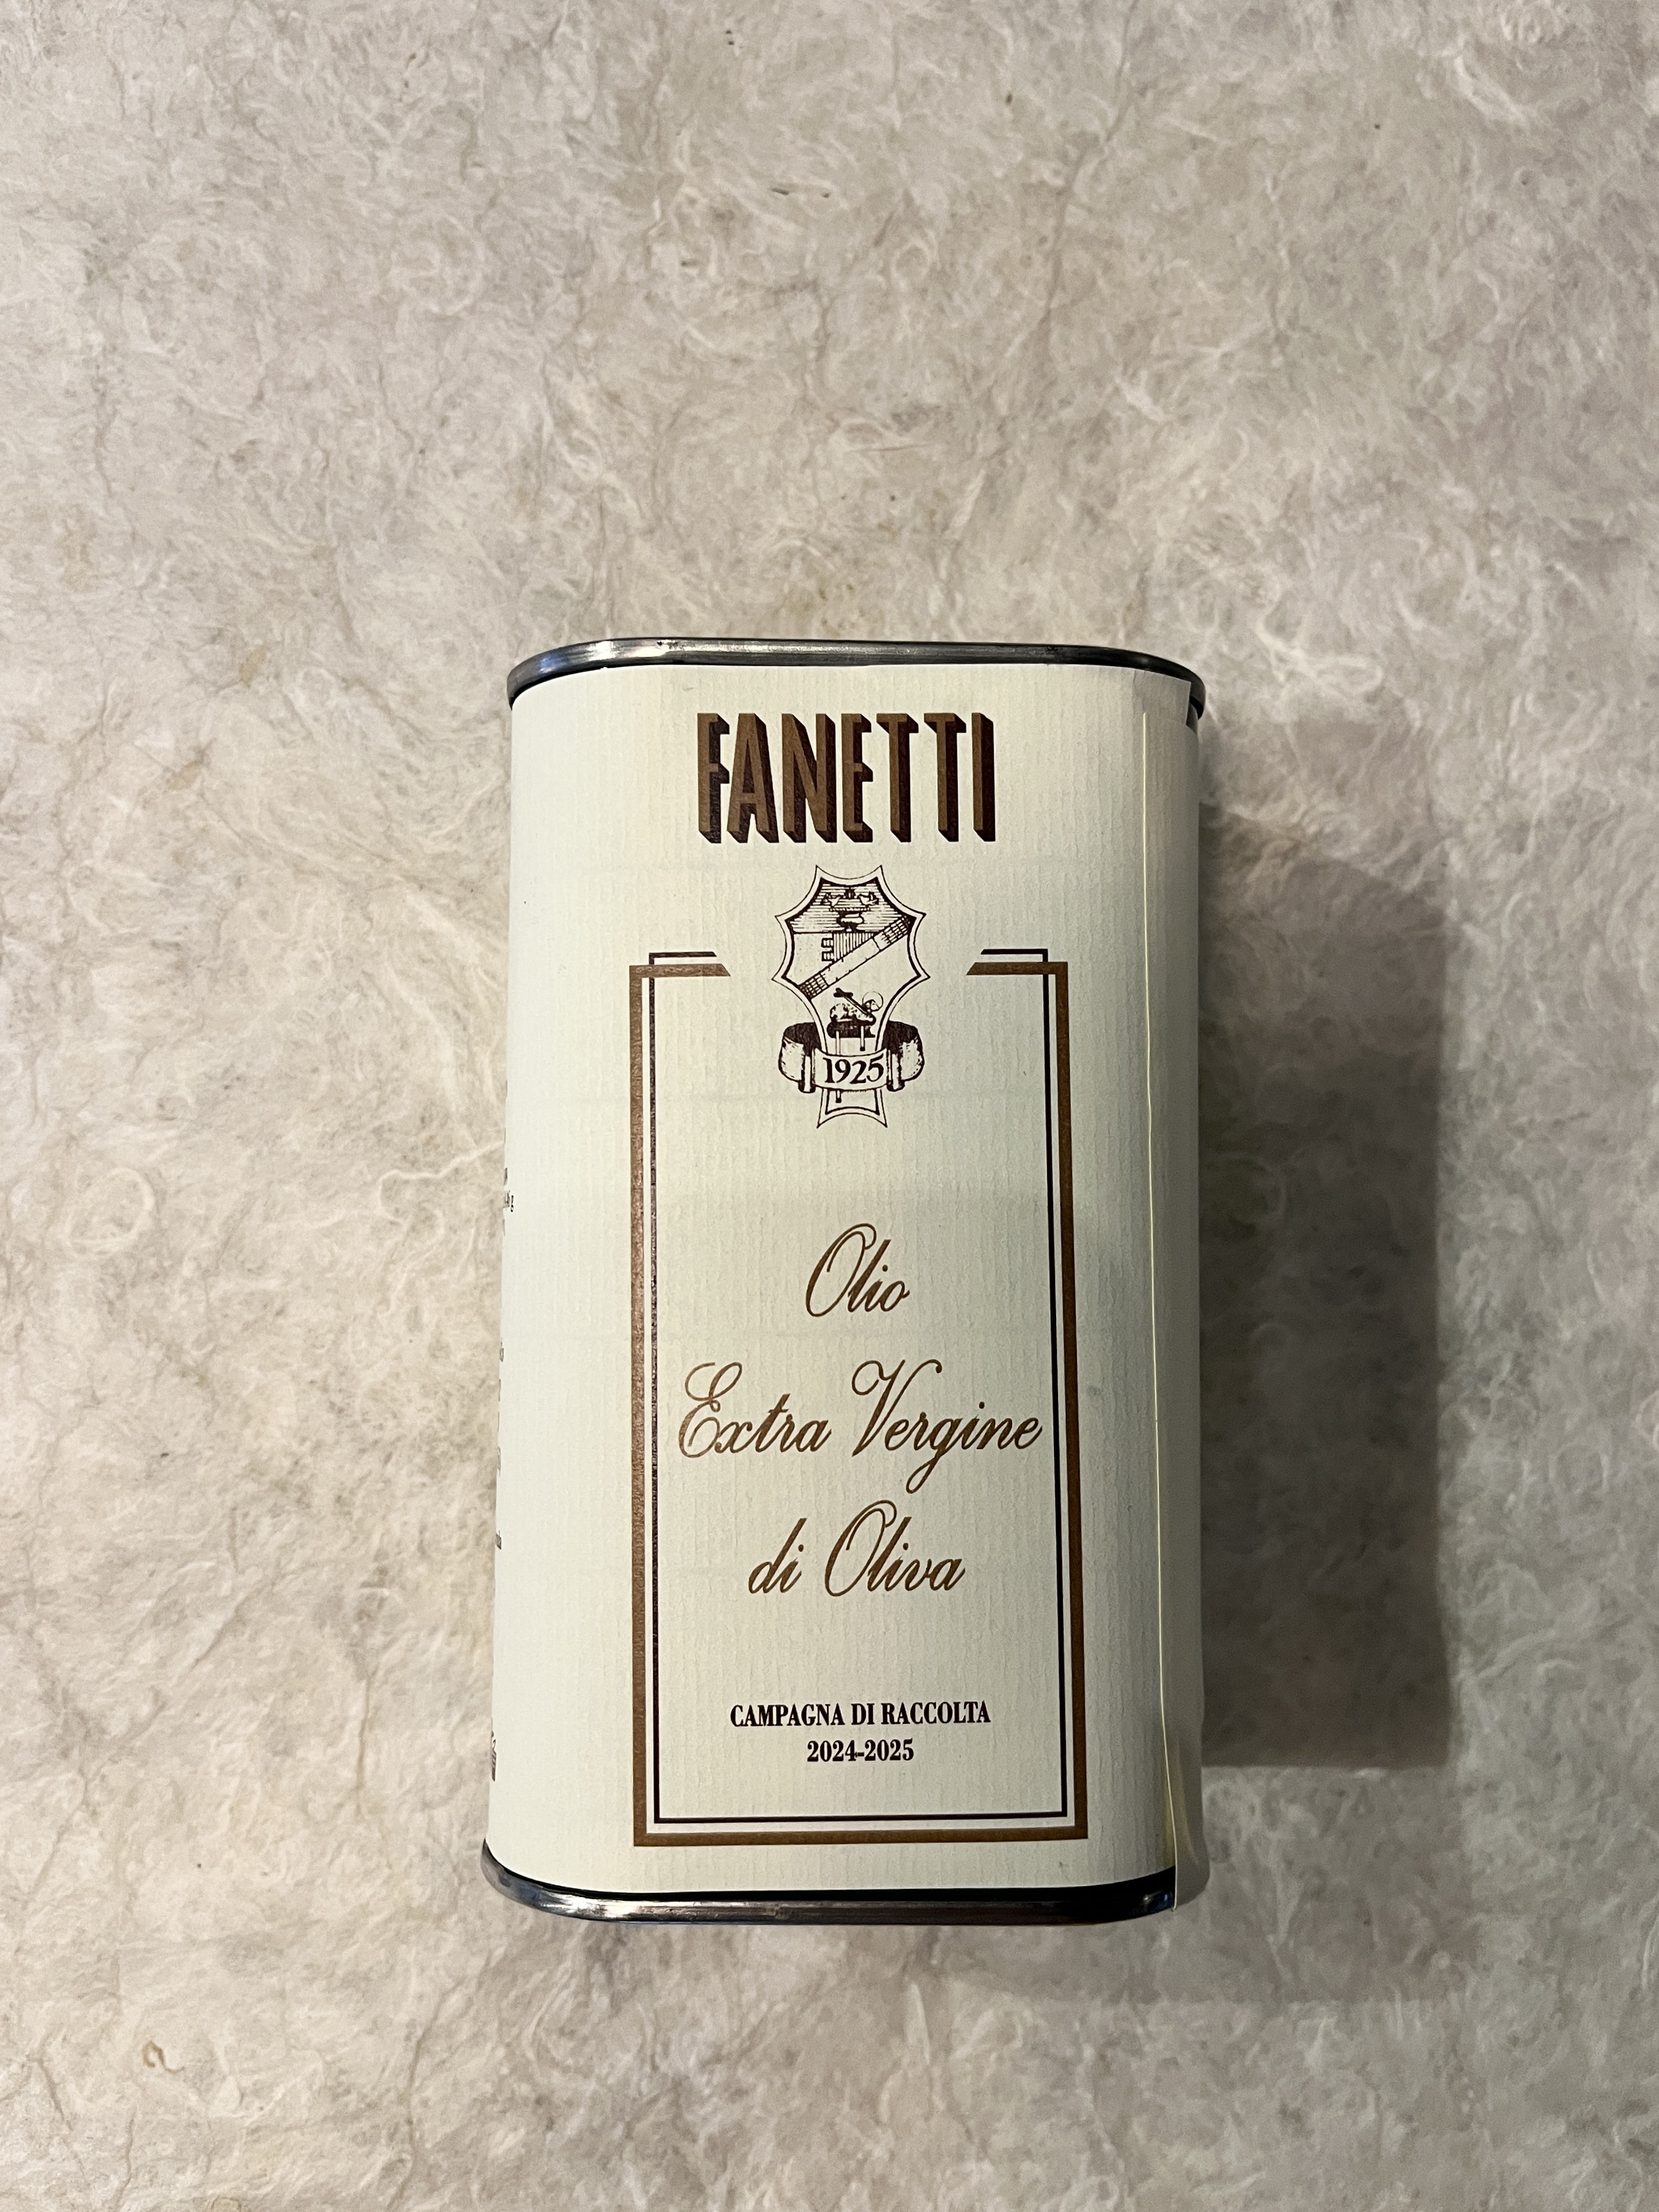 FANETTI
1925
Olio
Extra Vergine
di Oliva
CAMPAGNA DI RACCOLTA
2024-2025